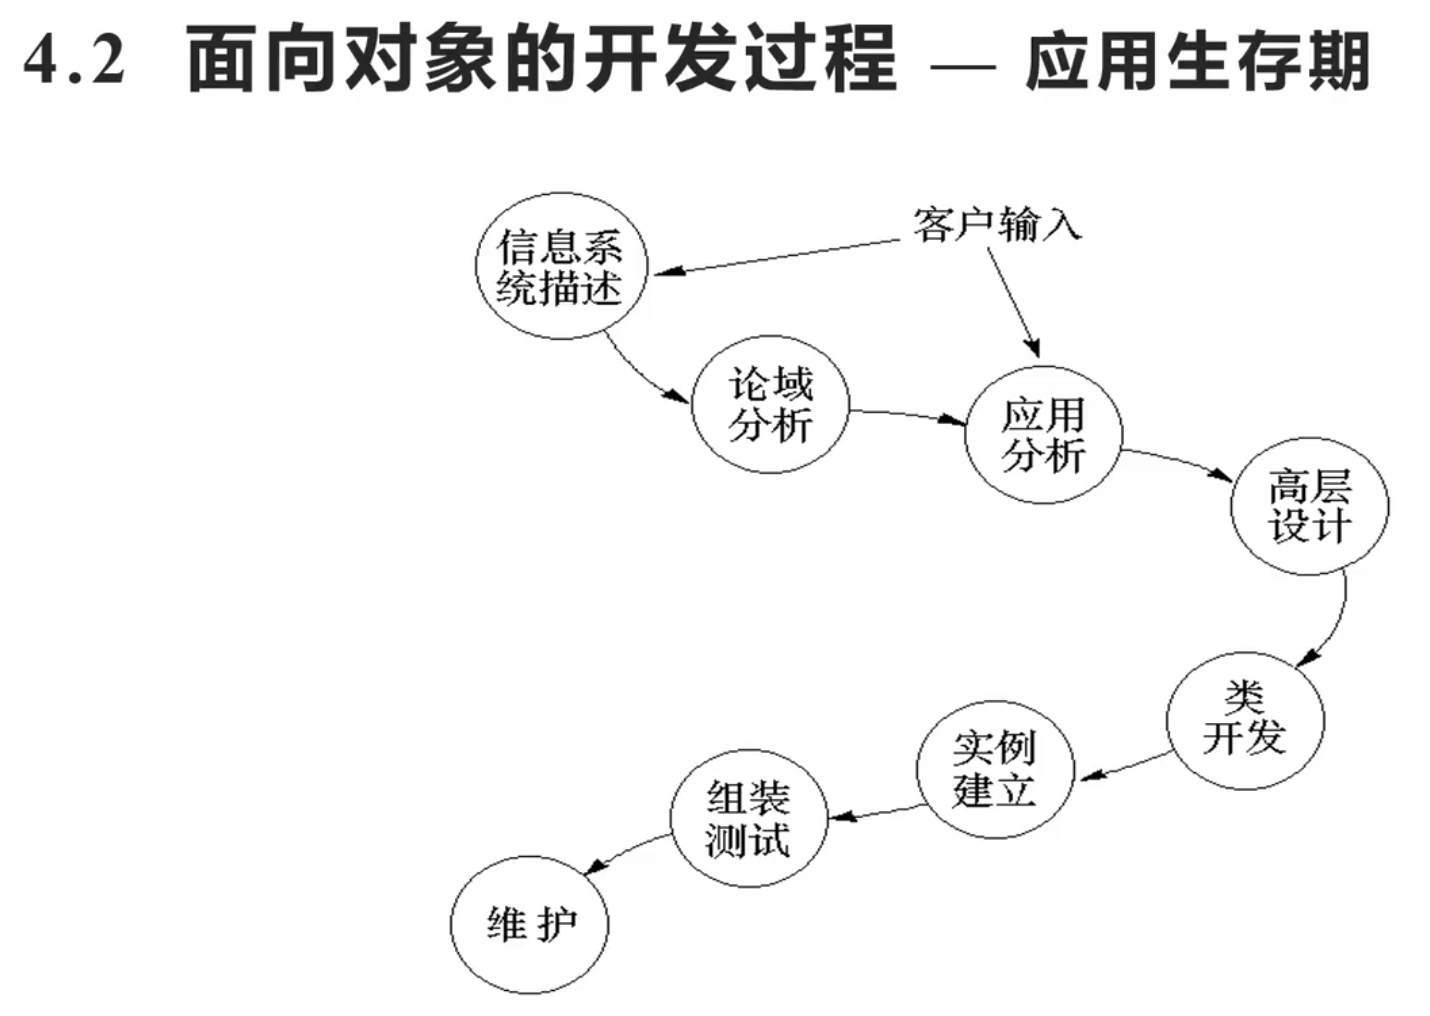 4.2 面向对象的开发过程 — 应用生存期
客户输入
信息系
统描述
论域
分析
应用
分析
高层
设计
类
开发
实例
建立
组装
测试
维护